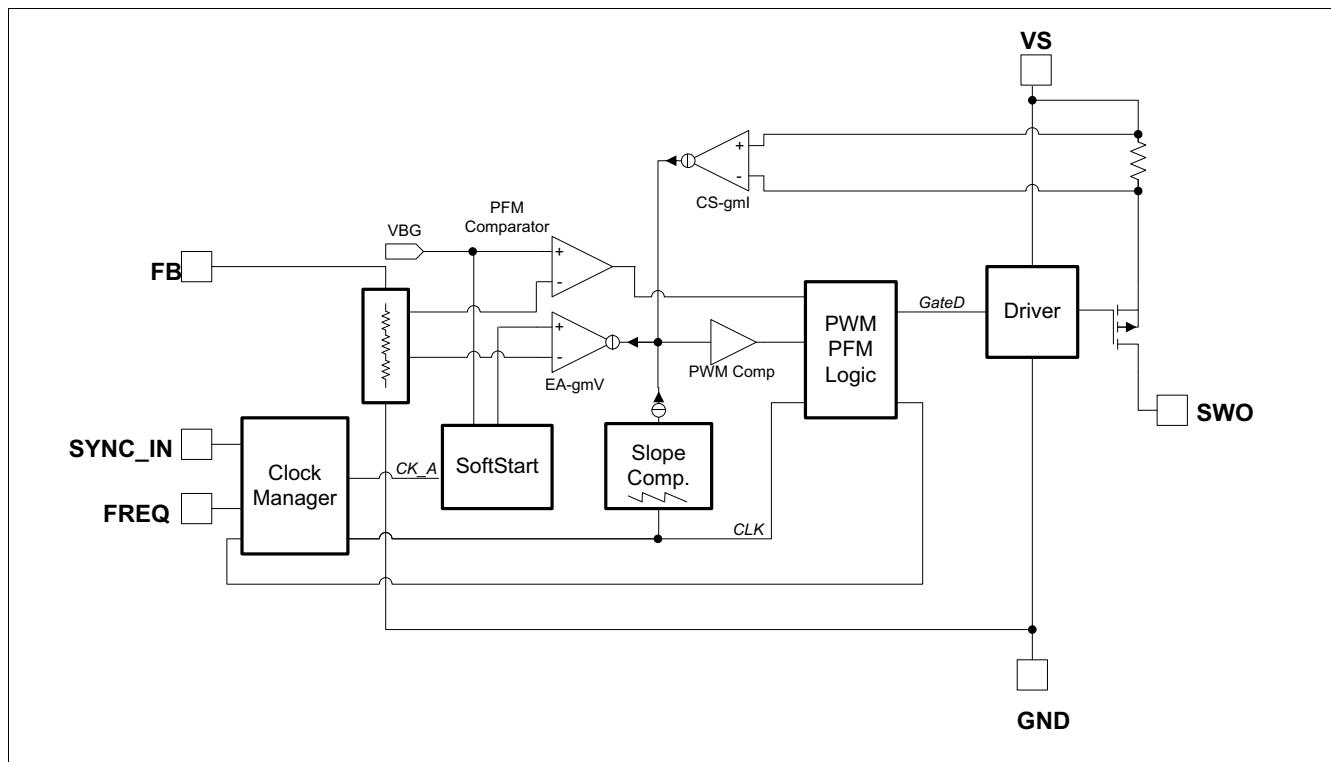 VS
+
-
CS-gmI
PFM
Comparator
VBG
+
-
FB
GateD
Driver
PWM
PFM
Logic
+
-
EA-gmV
PWM Comp
SWO
SYNC_IN
Clock
Manager
CK_A
SoftStart
Slope
Comp.
FREQ
CLK
GND